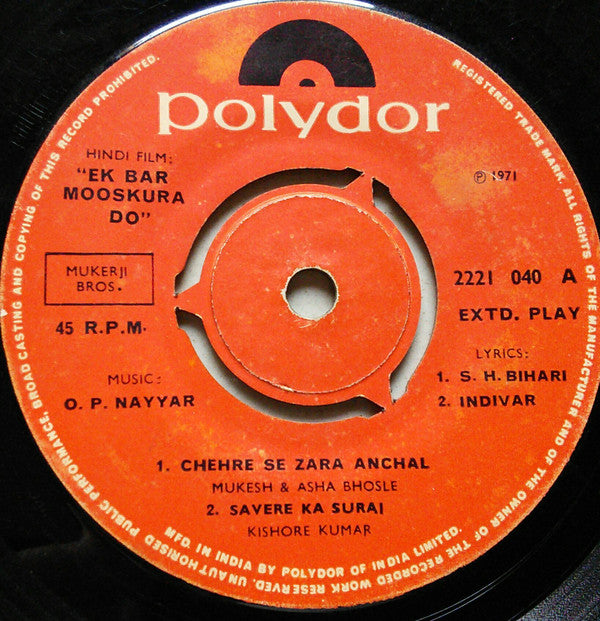 polydor
HINDI FILM:
"EK BAR
MOOSKURA
DO"
℗ 1971
MUKERJI
BROS.
2221 040 A
45 R.P.M.
EXTD. PLAY
MUSIC:
O. P. NAYYAR
LYRICS:
1. S. H. BIHARI
2. INDIVAR
1. CHEHRE SE ZARA ANCHAL
MUKESH & ASHA BHOSLE
2. SAVERE KA SURAJ
KISHORE KUMAR
MFD. IN INDIA BY POLYDOR OF INDIA LIMITED.
REGISTERED TRADE MARK. ALL RIGHTS OF THE MANUFACTURER AND OF THE OWNER OF THE RECORDED WORK RESERVED. UNAUTHORISED PUBLIC PERFORMANCE, BROAD CASTING AND COPYING OF THIS RECORD PROHIBITED.